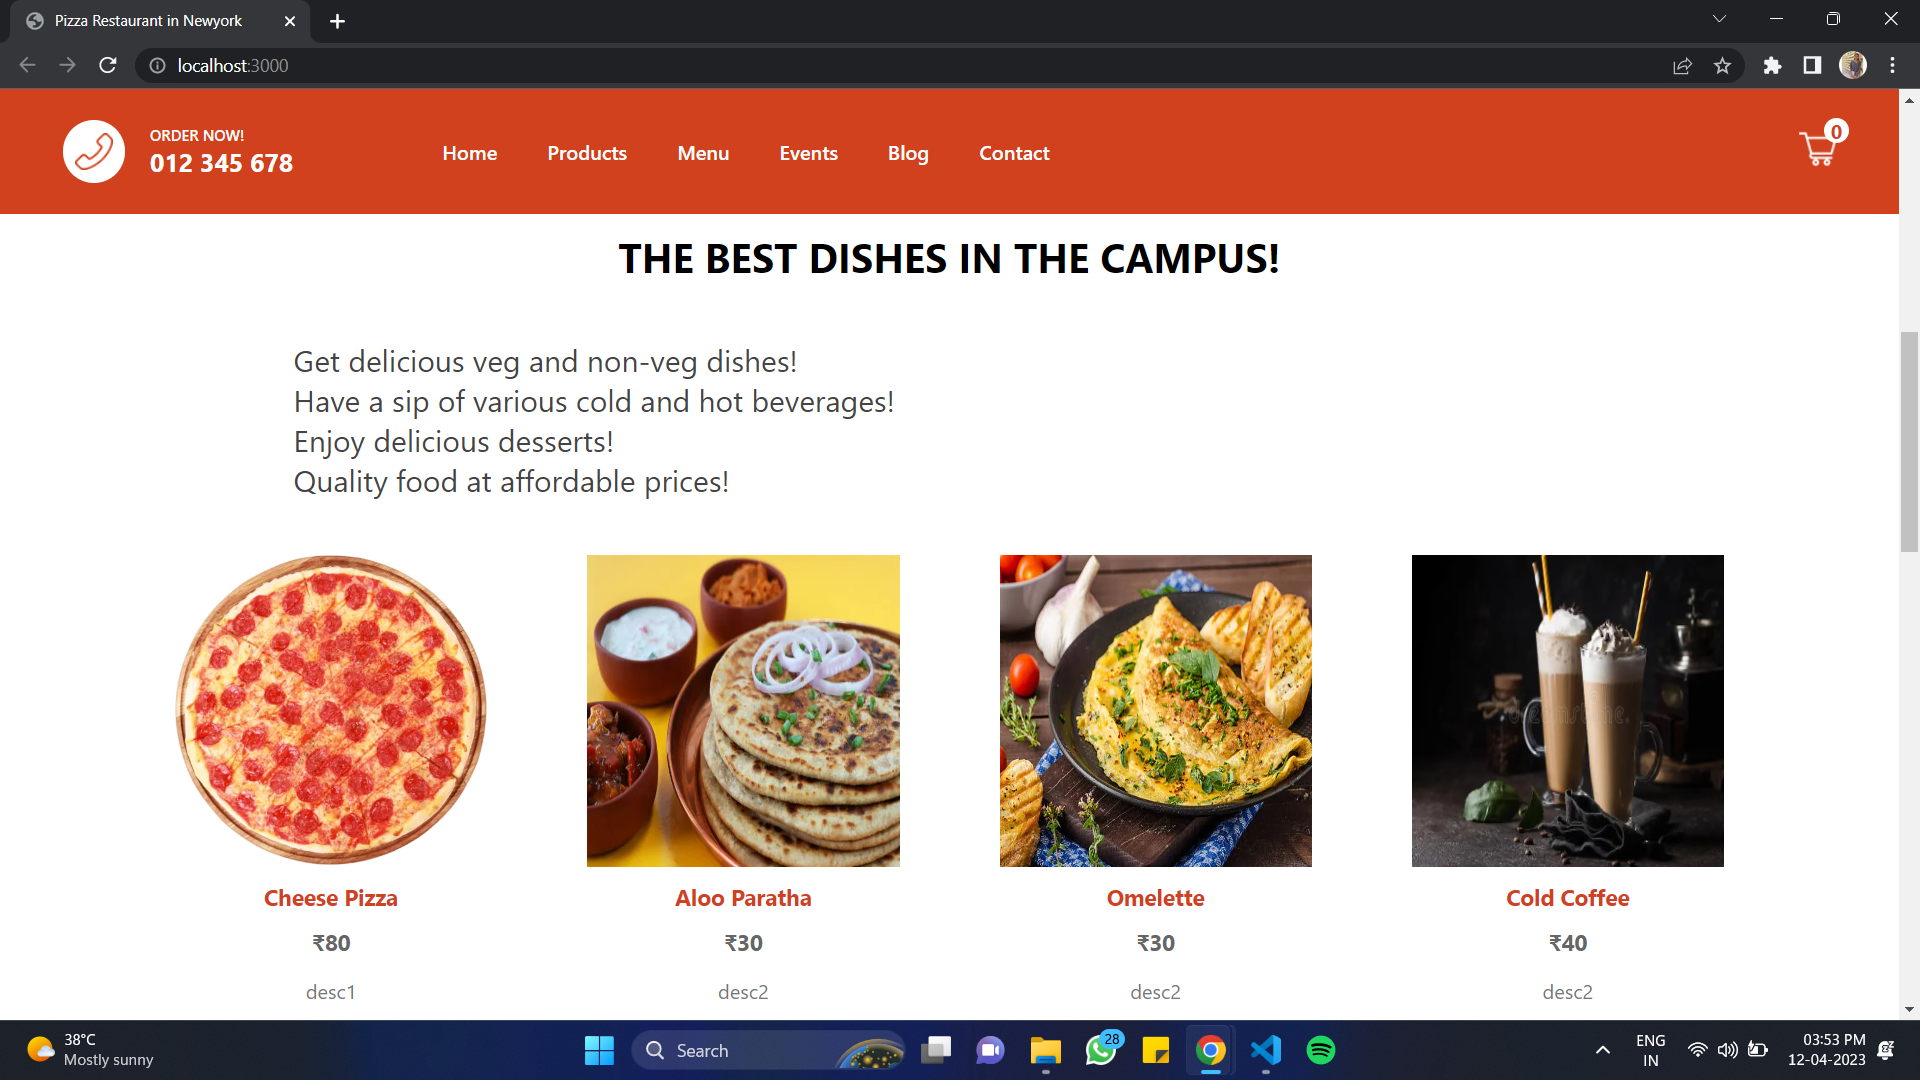 Pizza Restaurant in Newyork
localhost:3000
ORDER NOW!
012 345 678
Home Products Menu Events Blog Contact
0
THE BEST DISHES IN THE CAMPUS!
Get delicious veg and non-veg dishes!
Have a sip of various cold and hot beverages!
Enjoy delicious desserts!
Quality food at affordable prices!
Cheese Pizza Aloo Paratha Omelette Cold Coffee
₹80 ₹30 ₹30 ₹40
desc1 desc2 desc2 desc2
38°C
Mostly sunny
Search
28
ENG
IN
03:53 PM
12-04-2023